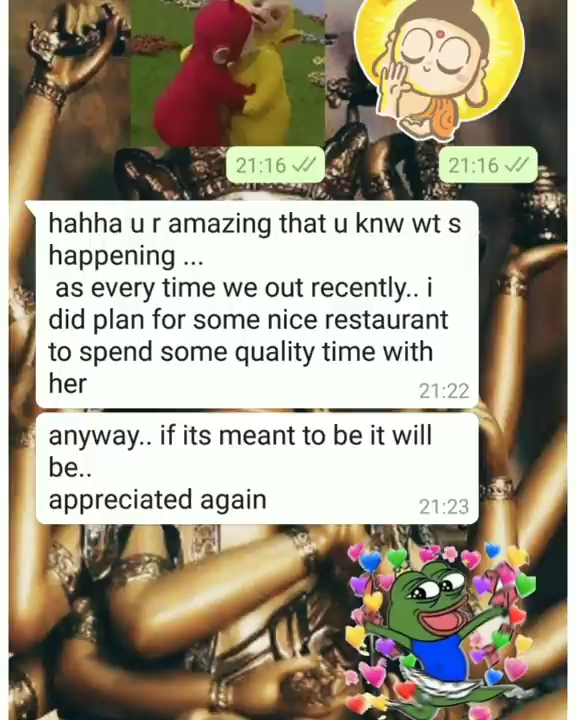 21:16 21:16
hahha u r amazing that u knw wt s
happening ...
as every time we out recently.. i
did plan for some nice restaurant
to spend some quality time with
her
21:22
anyway.. if its meant to be it will
be..
appreciated again
21:23